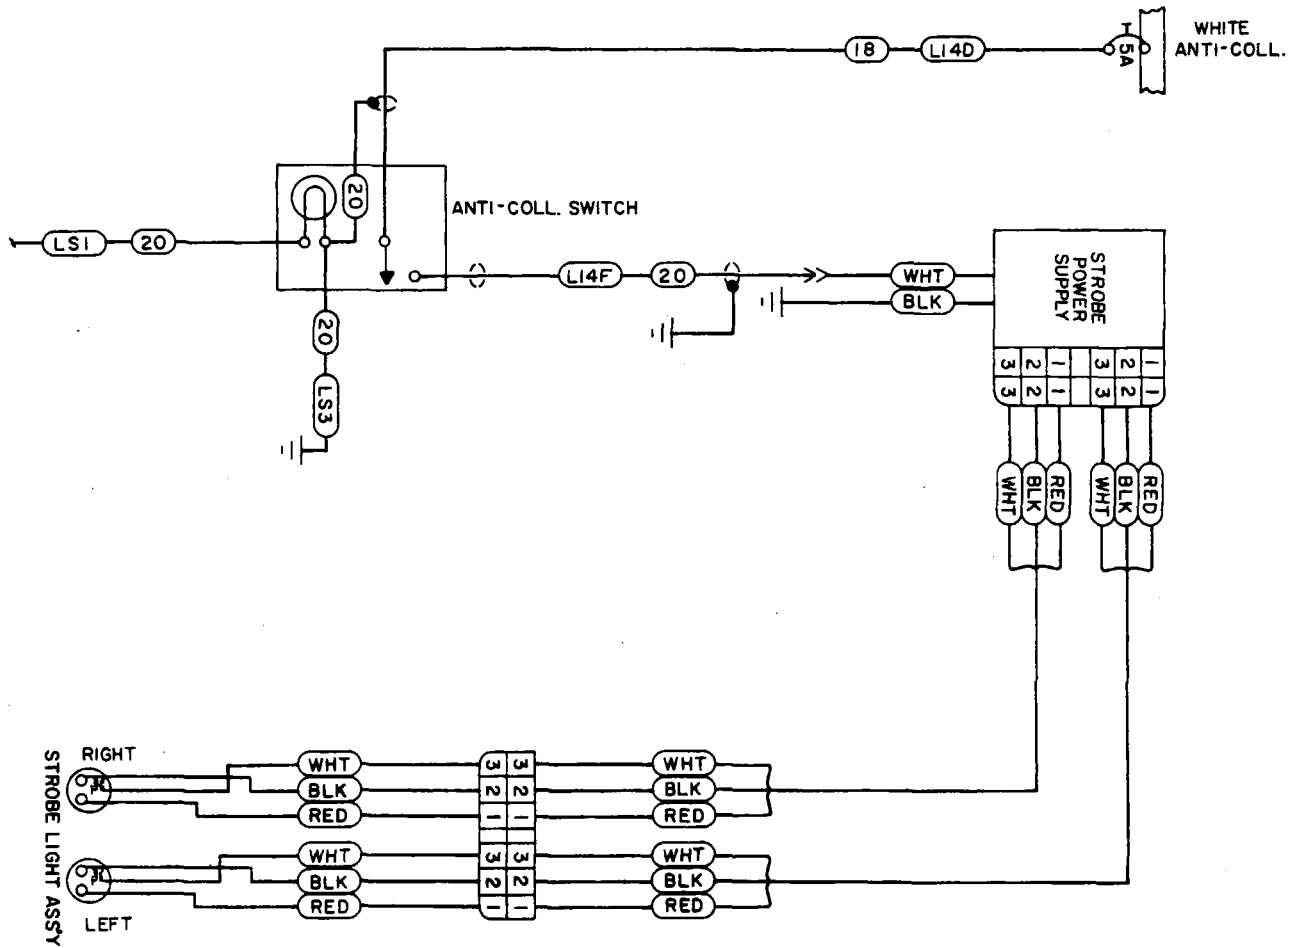 WHITE
ANTI-COLL.
5A
18
L14D
20
ANTI-COLL. SWITCH
LS1
20
L14F
20
WHT
BLK
STROBE
POWER
SUPPLY
20
LS3
3 2 1 3 2 1
3 2 1 3 2 1
WHT BLK RED WHT BLK RED
STROBE LIGHT ASSY
RIGHT
WHT 3 3 WHT
BLK 2 2 BLK
RED 1 1 RED
WHT 3 3 WHT
BLK 2 2 BLK
RED 1 1 RED
LEFT